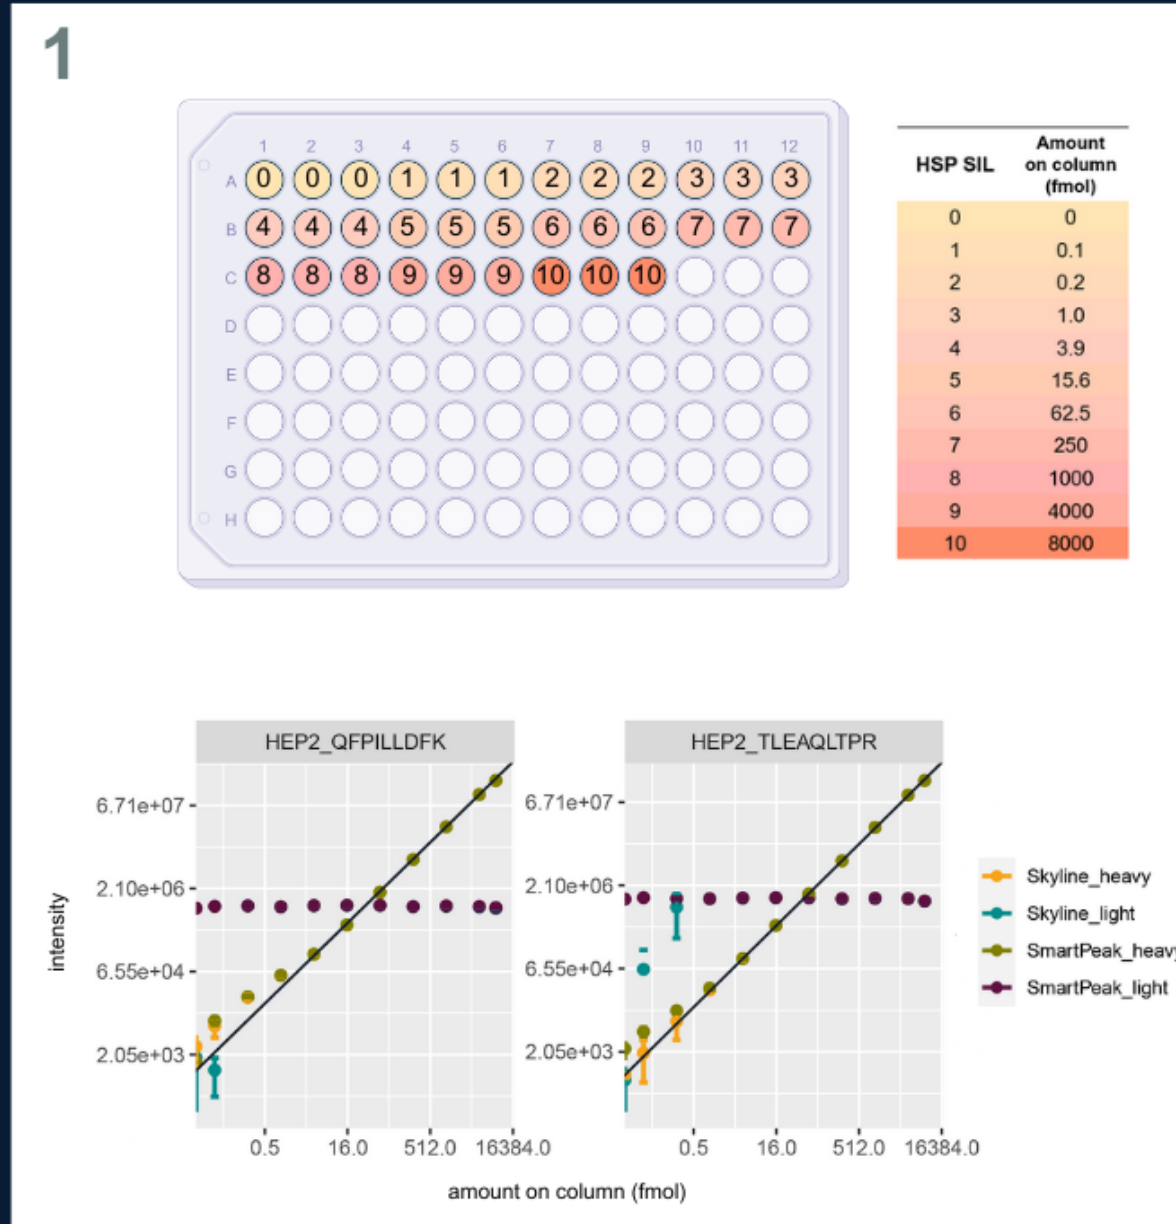 1
1 2 3 4 5 6 7 8 9 10 11 12
A 0 0 0 1 1 1 2 2 2 3 3 3
B 4 4 4 5 5 5 6 6 6 7 7 7
C 8 8 8 9 9 9 10 10 10
D
E
F
G
H
HSP SIL Amount
on column
(fmol)
0 0
1 0.1
2 0.2
3 1.0
4 3.9
5 15.6
6 62.5
7 250
8 1000
9 4000
10 8000
HEP2_QFPILLDFK
6.71e+07
2.10e+06
6.55e+04
2.05e+03
0.5 16.0 512.0 16384.0
HEP2_TLEAQLTPR
6.71e+07
2.10e+06
6.55e+04
2.05e+03
0.5 16.0 512.0 16384.0
intensity
amount on column (fmol)
Skyline_heavy
Skyline_light
SmartPeak_heavy
SmartPeak_light